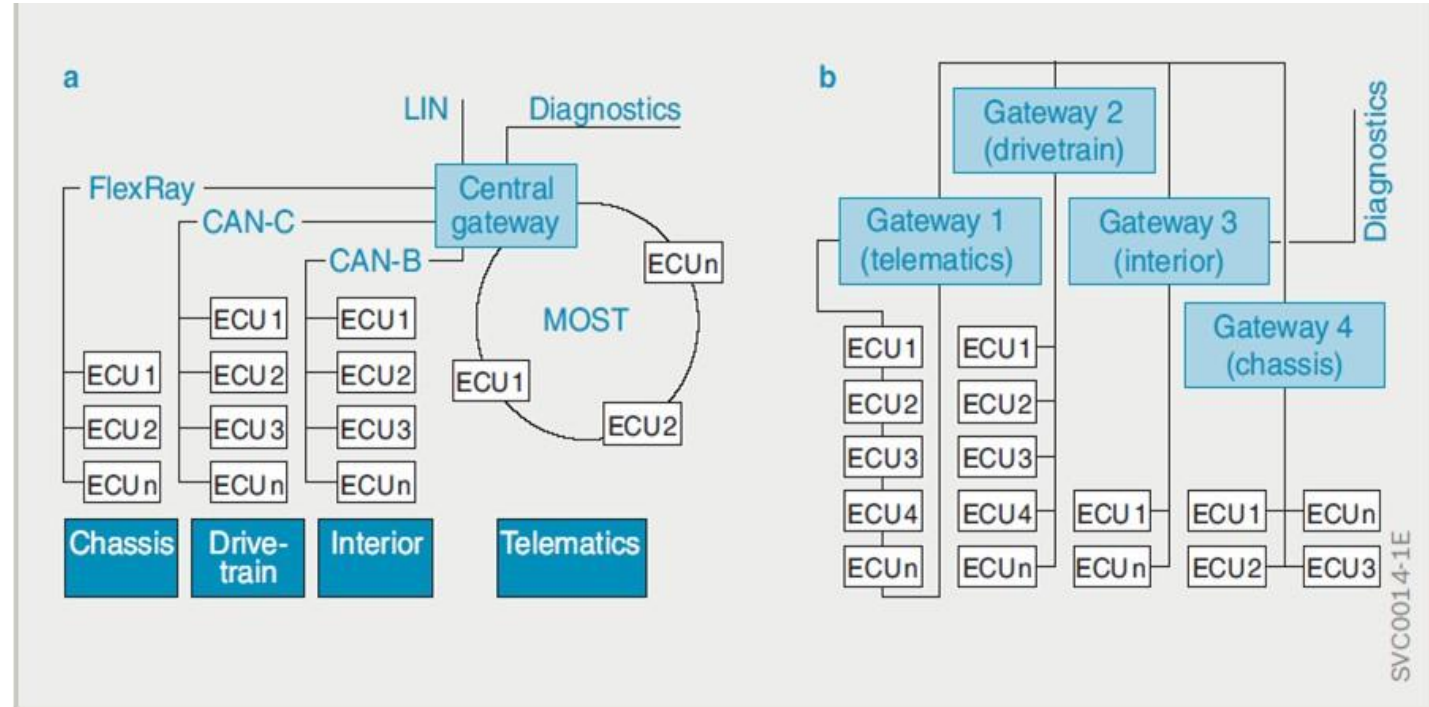 a
LIN
Diagnostics
FlexRay
Central
gateway
CAN-C
CAN-B
ECUn
MOST
ECU1
ECU2
ECU1
ECU2
ECU3
ECUn
ECU1
ECU2
ECU3
ECUn
ECU1
ECU2
ECUn
Chassis
Drive-
train
Interior
Telematics
b
Gateway 2
(drivetrain)
Diagnostics
Gateway 1
(telematics)
Gateway 3
(interior)
Gateway 4
(chassis)
ECU1
ECU2
ECU3
ECU4
ECUn
ECU1
ECU2
ECU3
ECU4
ECUn
ECU1
ECUn
ECU1
ECU2
ECUn
ECU3
SVC0014-1E